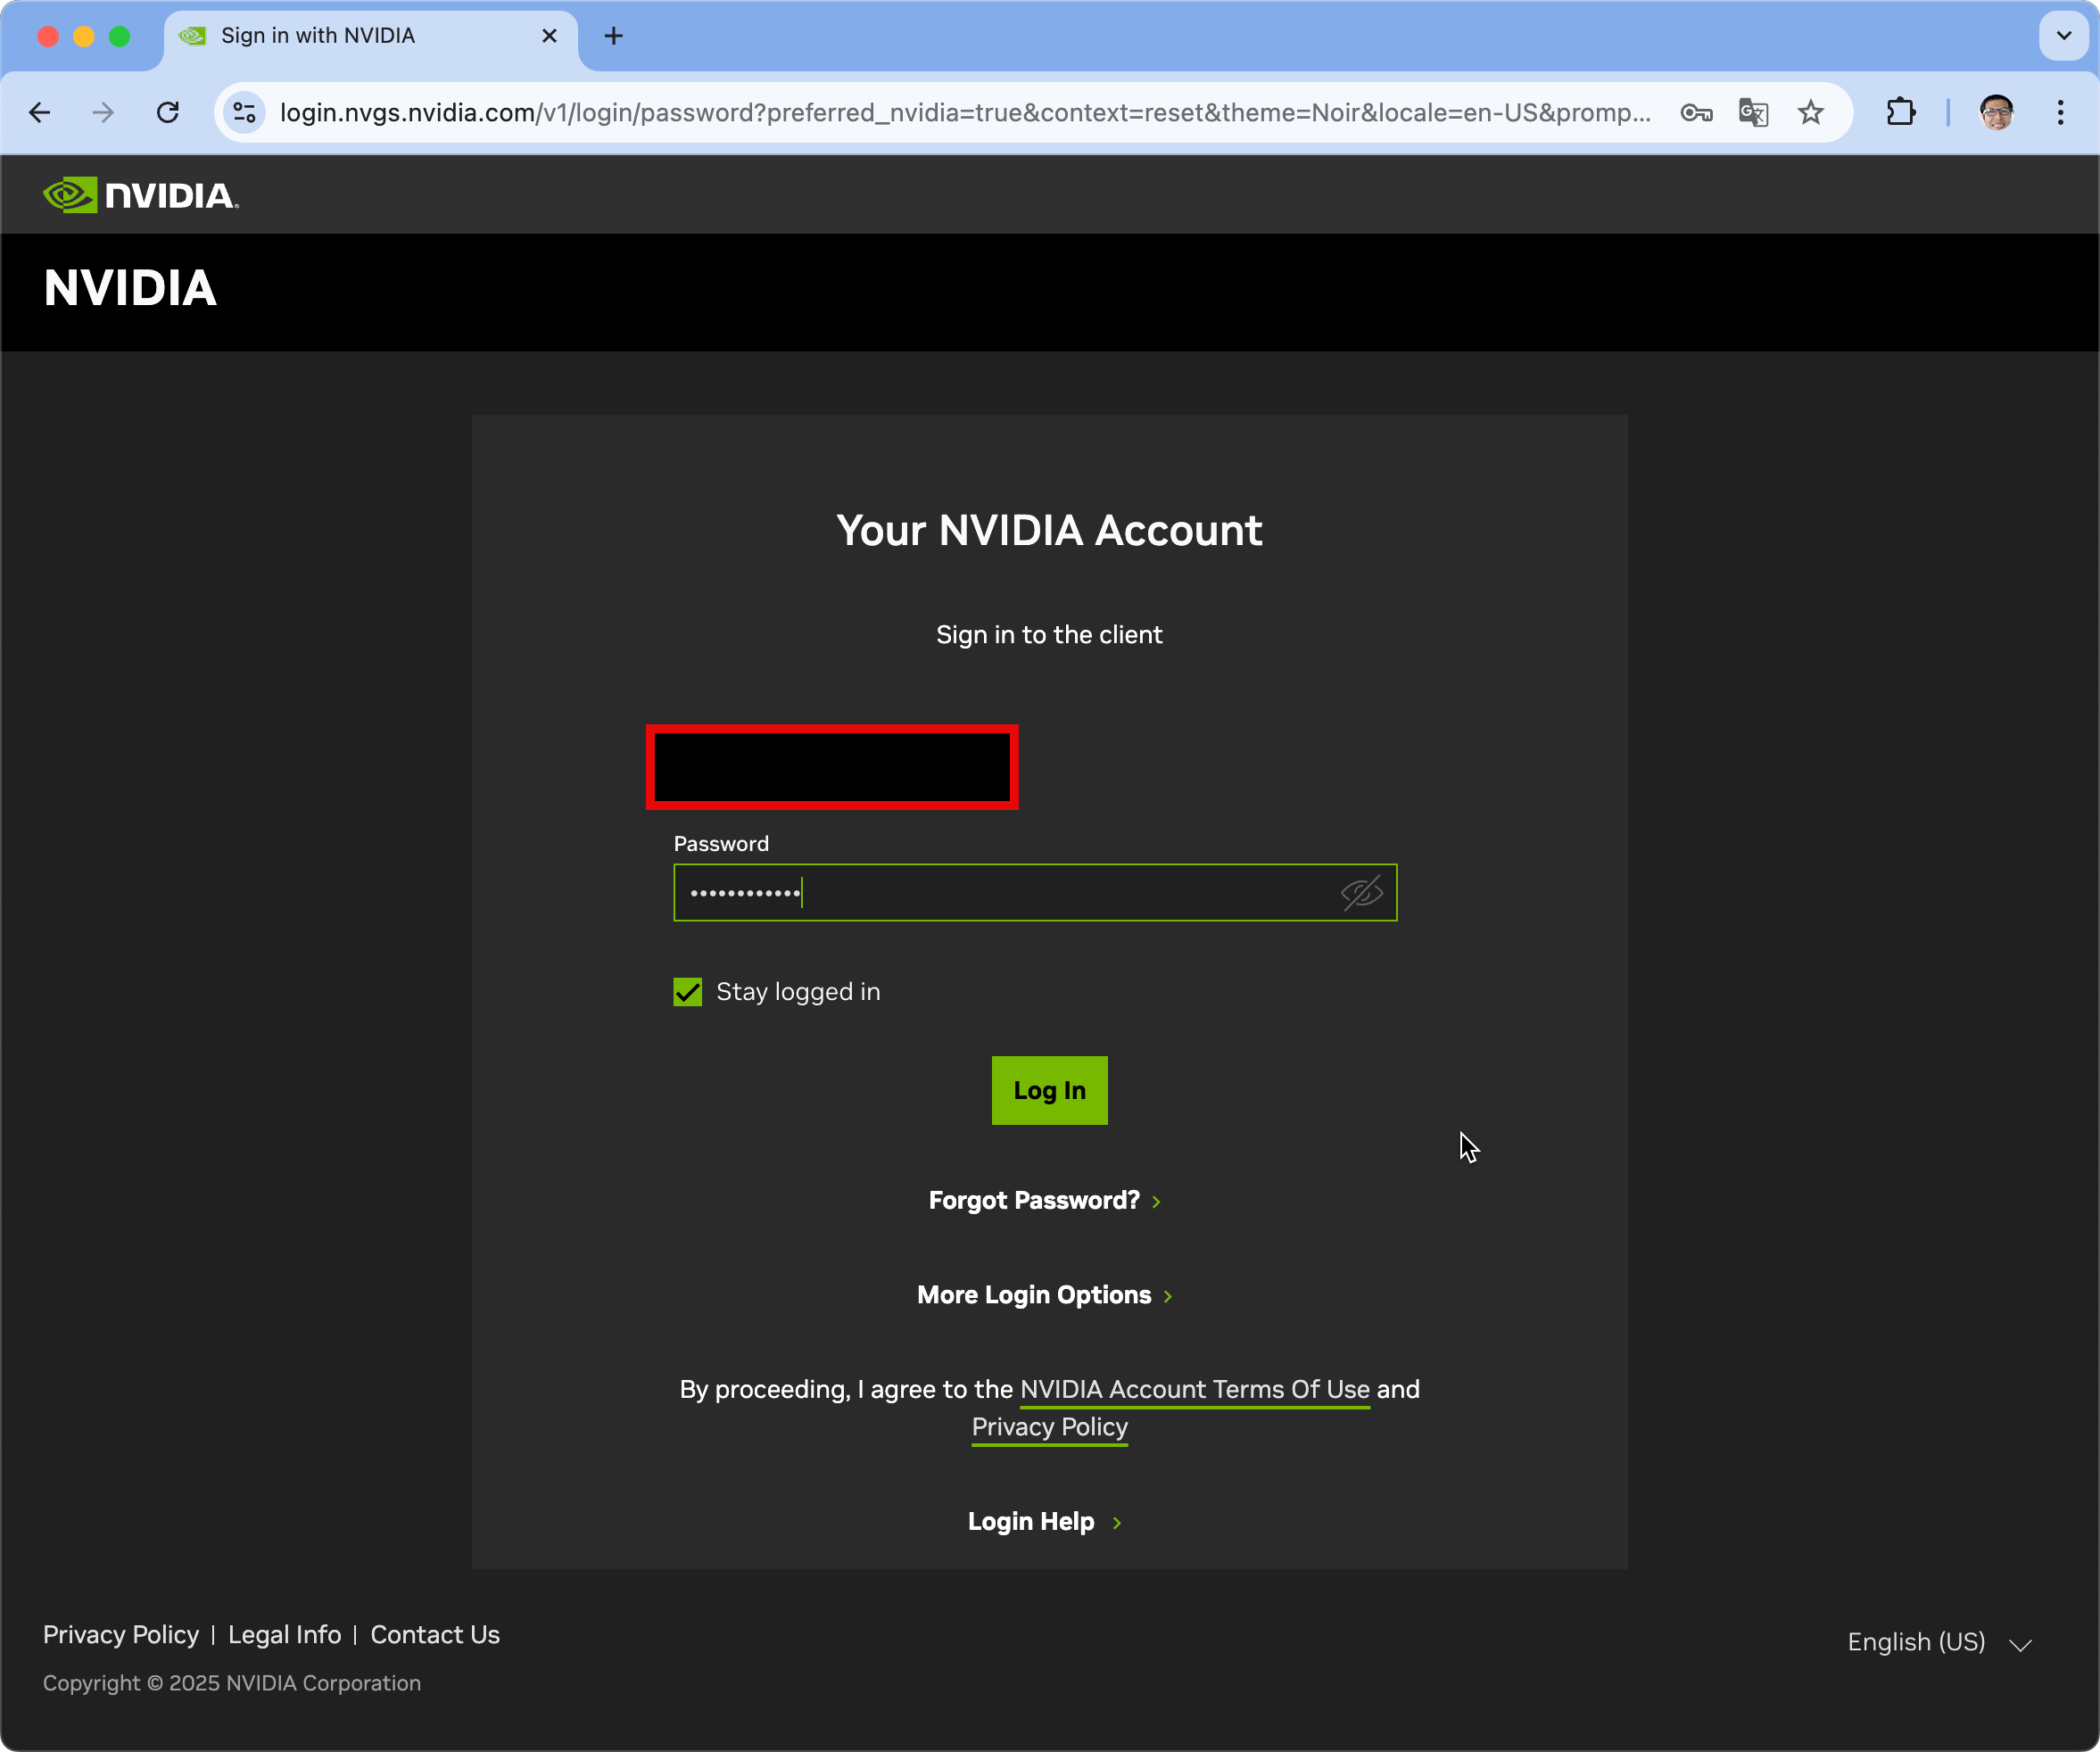 Sign in with NVIDIA
login.nvgs.nvidia.com/v1/login/password?preferred_nvidia=true&context=reset&theme=Noir&locale=en-US&promp...
NVIDIA.
NVIDIA
Your NVIDIA Account
Sign in to the client
Password
••••••••••••
Stay logged in
Log In
Forgot Password?
More Login Options
By proceeding, I agree to the NVIDIA Account Terms Of Use and
Privacy Policy
Login Help
Privacy Policy | Legal Info | Contact Us
English (US)
Copyright © 2025 NVIDIA Corporation